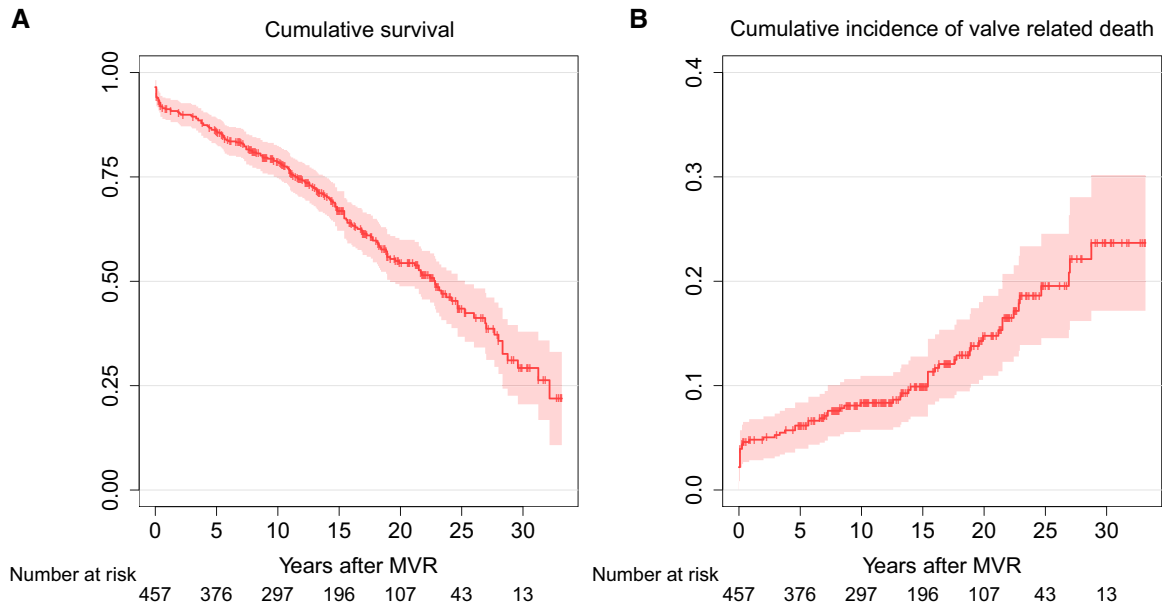 A
Cumulative survival
1.00
0.75
0.50
0.25
0.00
0 5 10 15 20 25 30
Years after MVR
Number at risk
457 376 297 196 107 43 13
B
Cumulative incidence of valve related death
0.4
0.3
0.2
0.1
0.0
0 5 10 15 20 25 30
Years after MVR
Number at risk
457 376 297 196 107 43 13